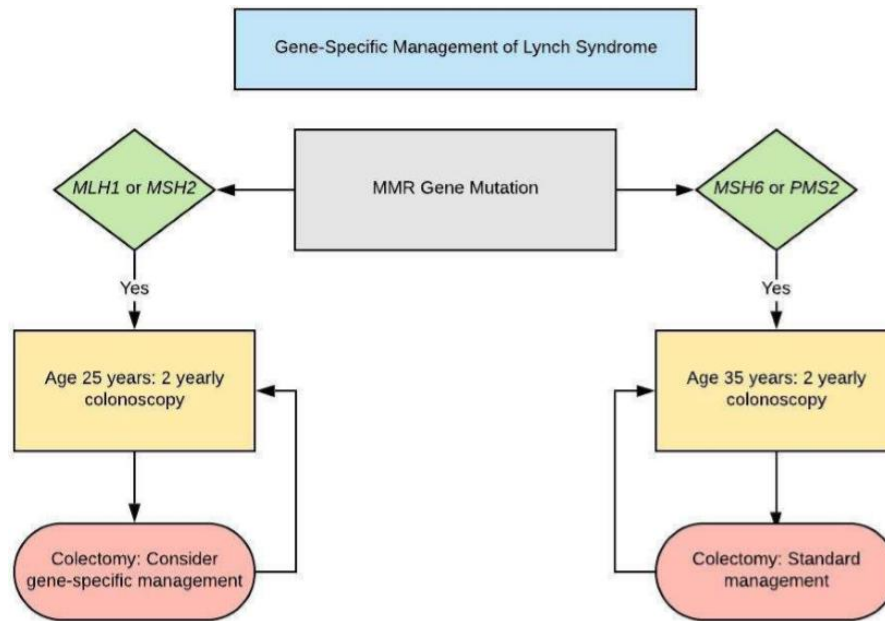 Gene-Specific Management of Lynch Syndrome
MLH1 or MSH2
MMR Gene Mutation
MSH6 or PMS2
Yes
Yes
Age 25 years: 2 yearly
colonoscopy
Age 35 years: 2 yearly
colonoscopy
Colectomy: Consider
gene-specific management
Colectomy: Standard
management